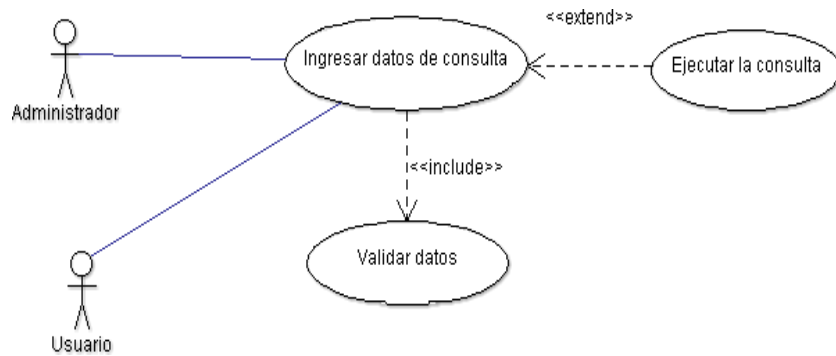 <<extend>>
Ingresar datos de consulta
Ejecutar la consulta
Administrador
<<include>>
Validar datos
Usuario